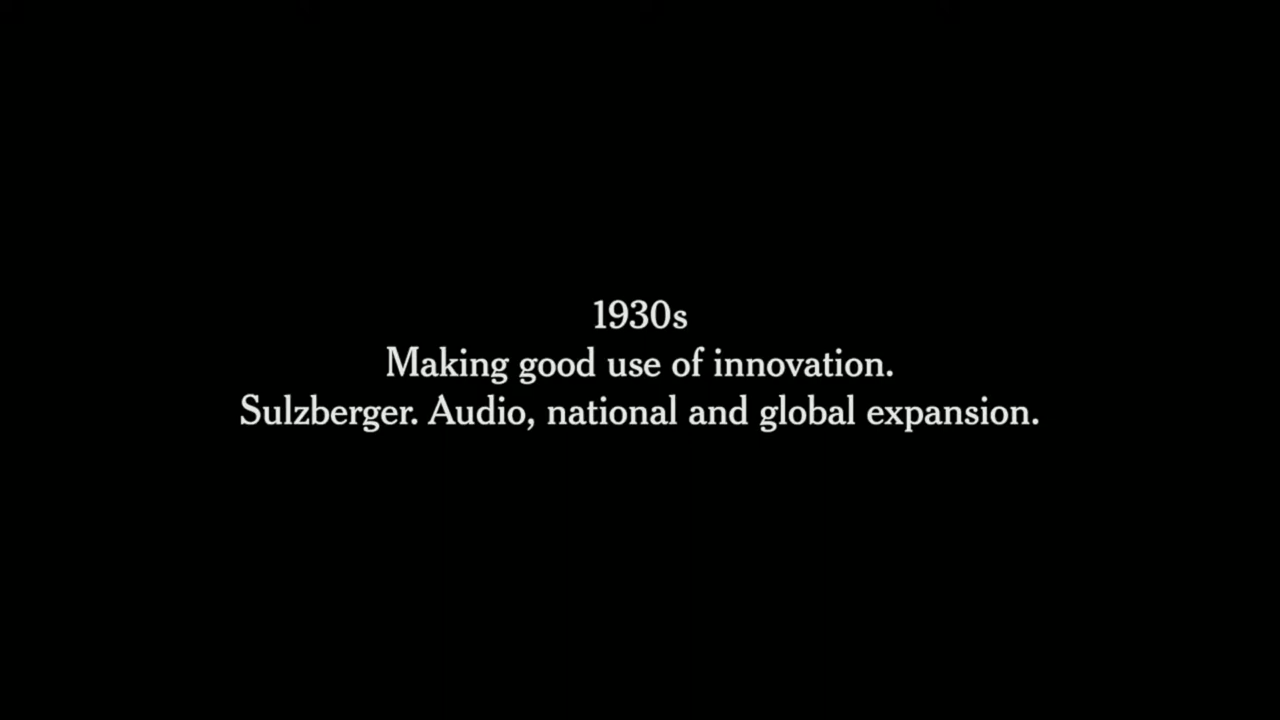 1930s
Making good use of innovation.
Sulzberger. Audio, national and global expansion.